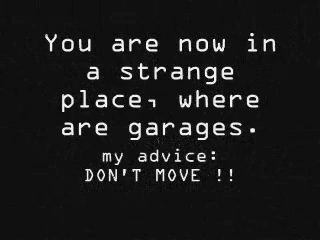 You are now in
a strange
place, where
are garages.
my advice:
DON'T MOVE !!